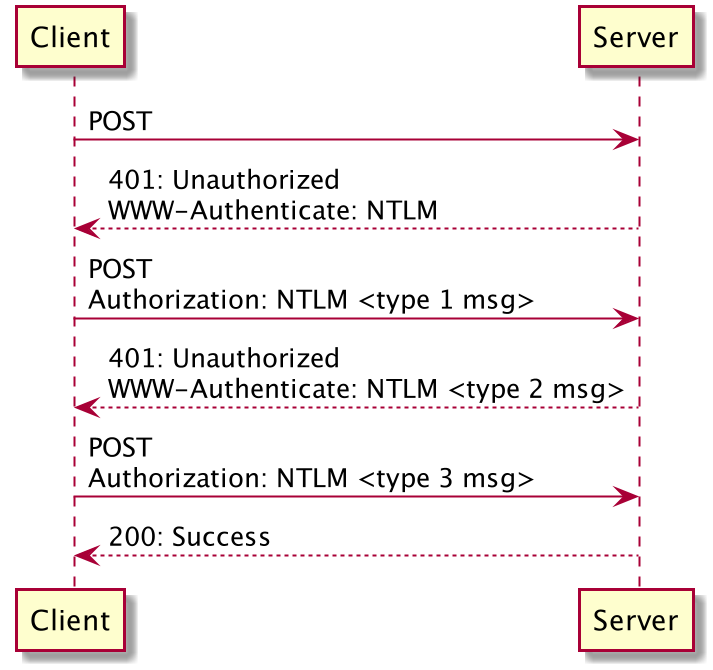 Client
Server
POST
401: Unauthorized
WWW-Authenticate: NTLM
POST
Authorization: NTLM <type 1 msg>
401: Unauthorized
WWW-Authenticate: NTLM <type 2 msg>
POST
Authorization: NTLM <type 3 msg>
200: Success
Client
Server